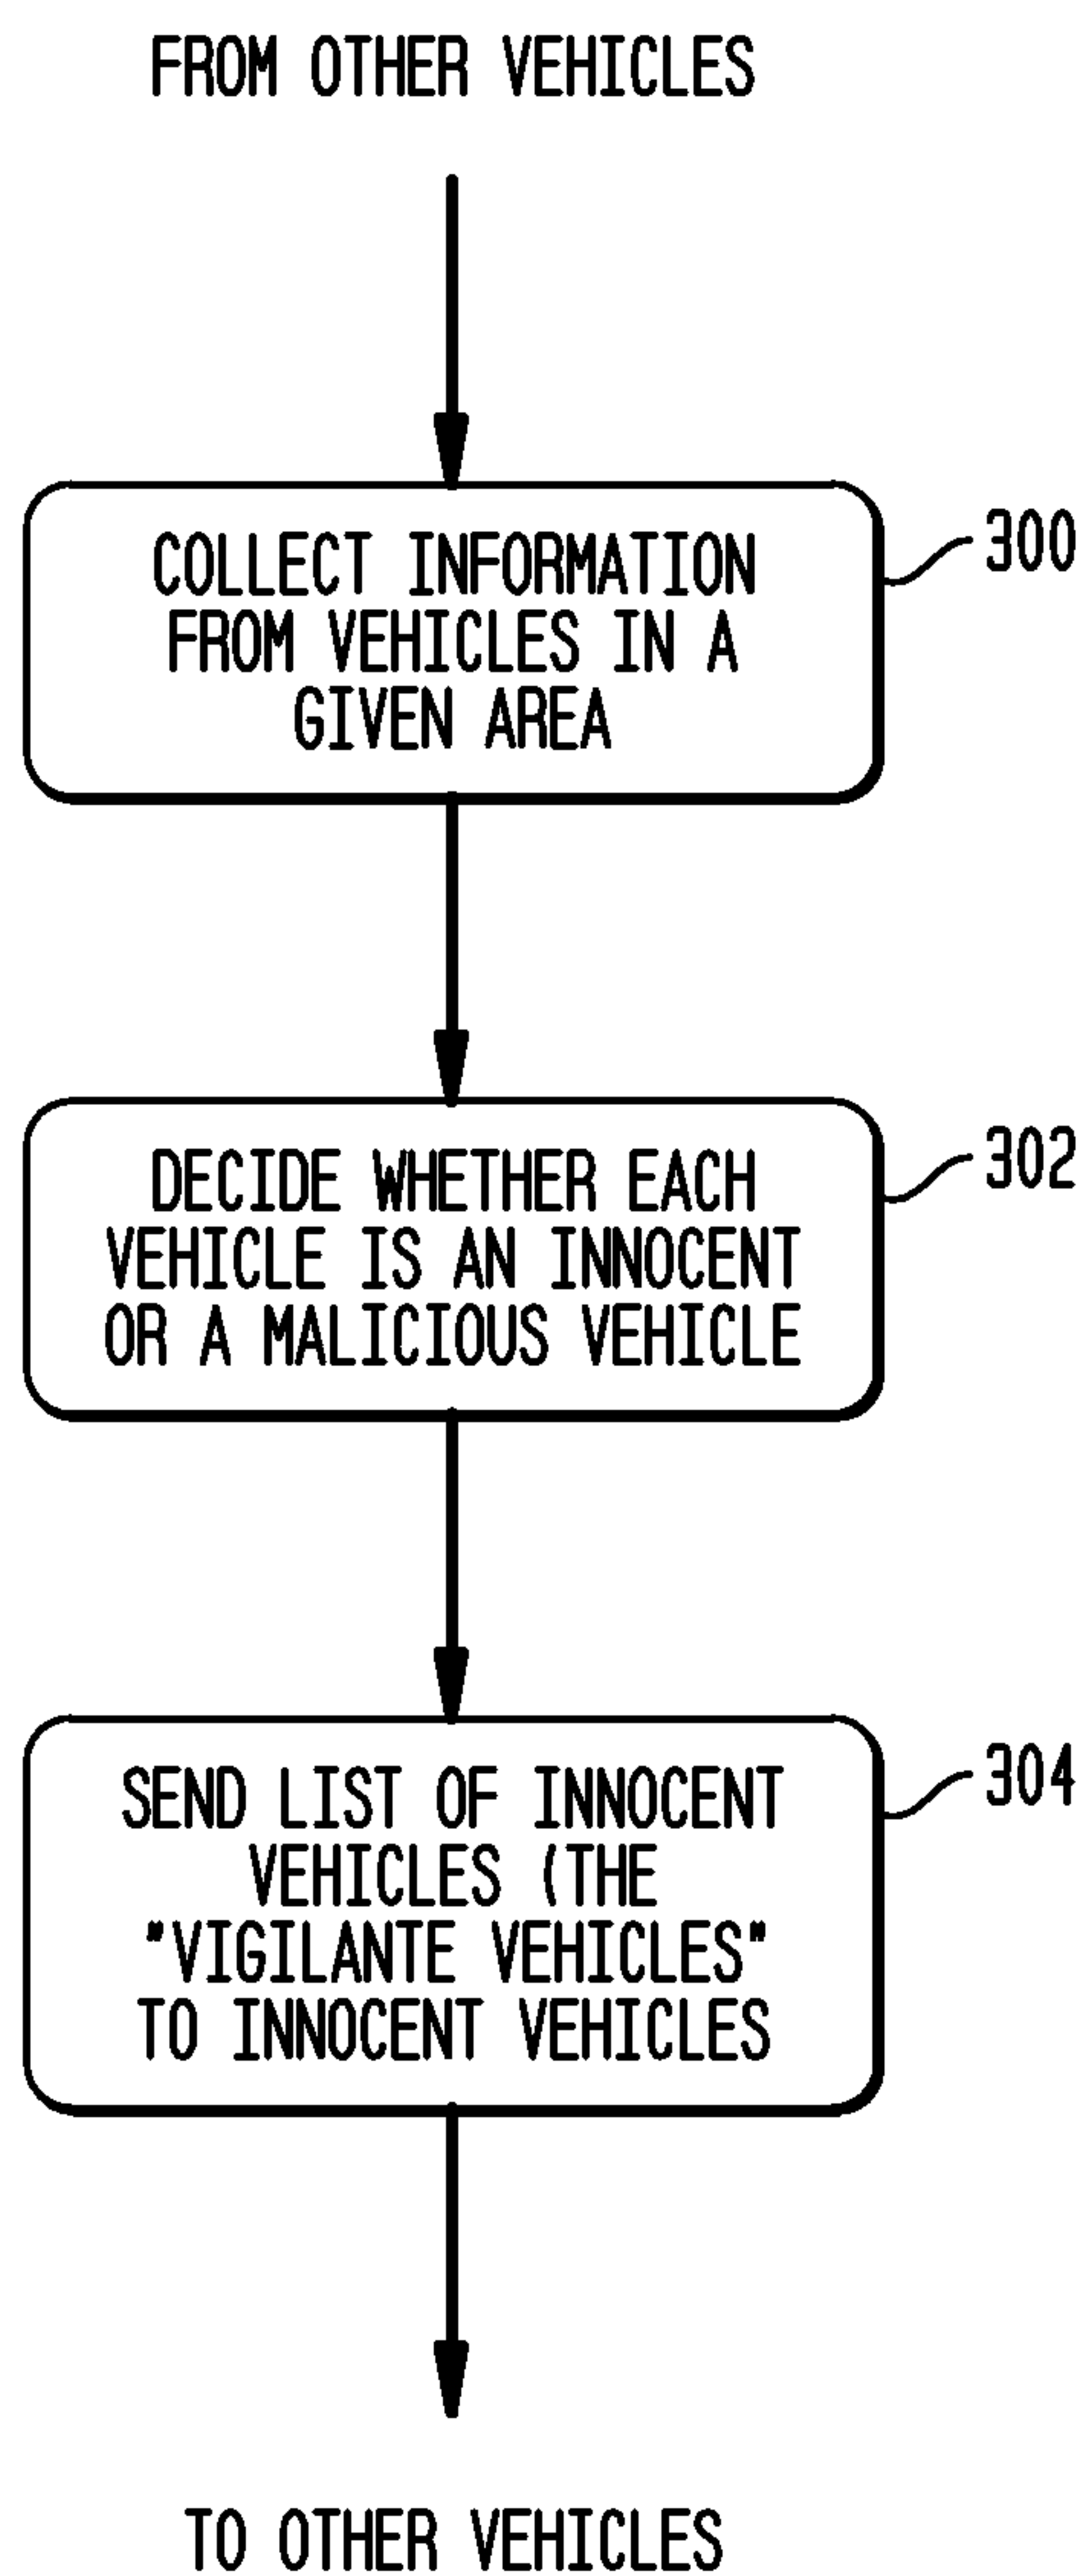 FROM OTHER VEHICLES
COLLECT INFORMATION
FROM VEHICLES IN A
GIVEN AREA
300
DECIDE WHETHER EACH
VEHICLE IS AN INNOCENT
OR A MALICIOUS VEHICLE
302
SEND LIST OF INNOCENT
VEHICLES (THE
"VIGILANTE VEHICLES"
TO INNOCENT VEHICLES
304
TO OTHER VEHICLES